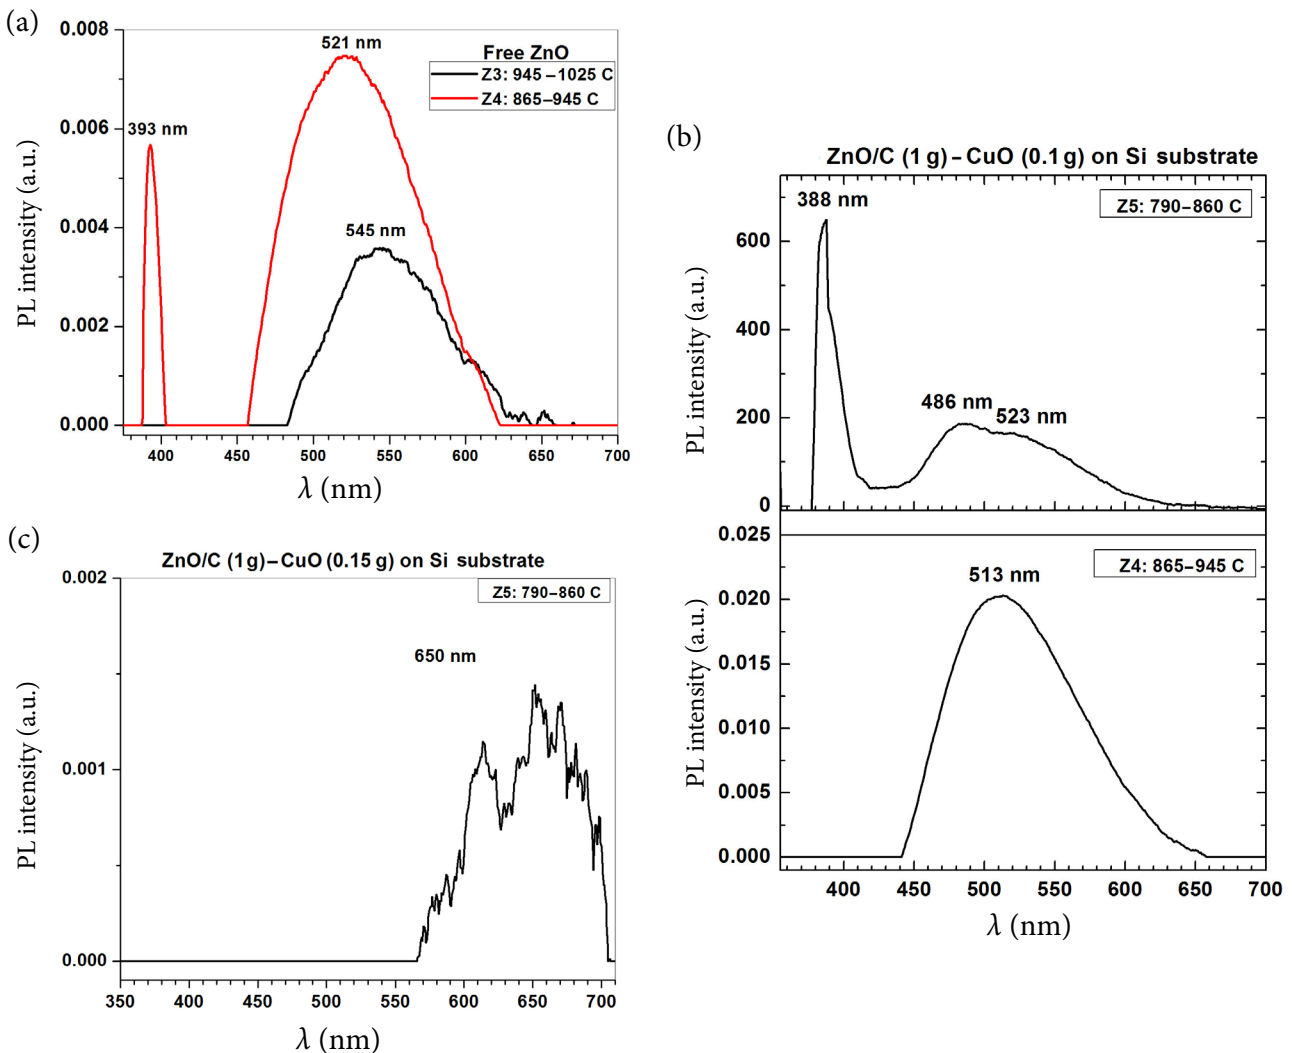 (a)
0.008
0.006
0.004
0.002
0.000
PL intensity (a.u.)
393 nm
521 nm
545 nm
Free ZnO
Z3: 945–1025 C
Z4: 865–945 C
400 450 500 550 600 650 700
λ (nm)
(b)
ZnO/C (1 g)–CuO (0.1 g) on Si substrate
Z5: 790–860 C
388 nm
486 nm
523 nm
600
400
200
0
PL intensity (a.u.)
Z4: 865–945 C
513 nm
0.025
0.020
0.015
0.010
0.005
0.000
PL intensity (a.u.)
400 450 500 550 600 650 700
λ (nm)
(c)
ZnO/C (1 g)–CuO (0.15 g) on Si substrate
Z5: 790–860 C
650 nm
0.002
0.001
0.000
PL intensity (a.u.)
350 400 450 500 550 600 650 700
λ (nm)